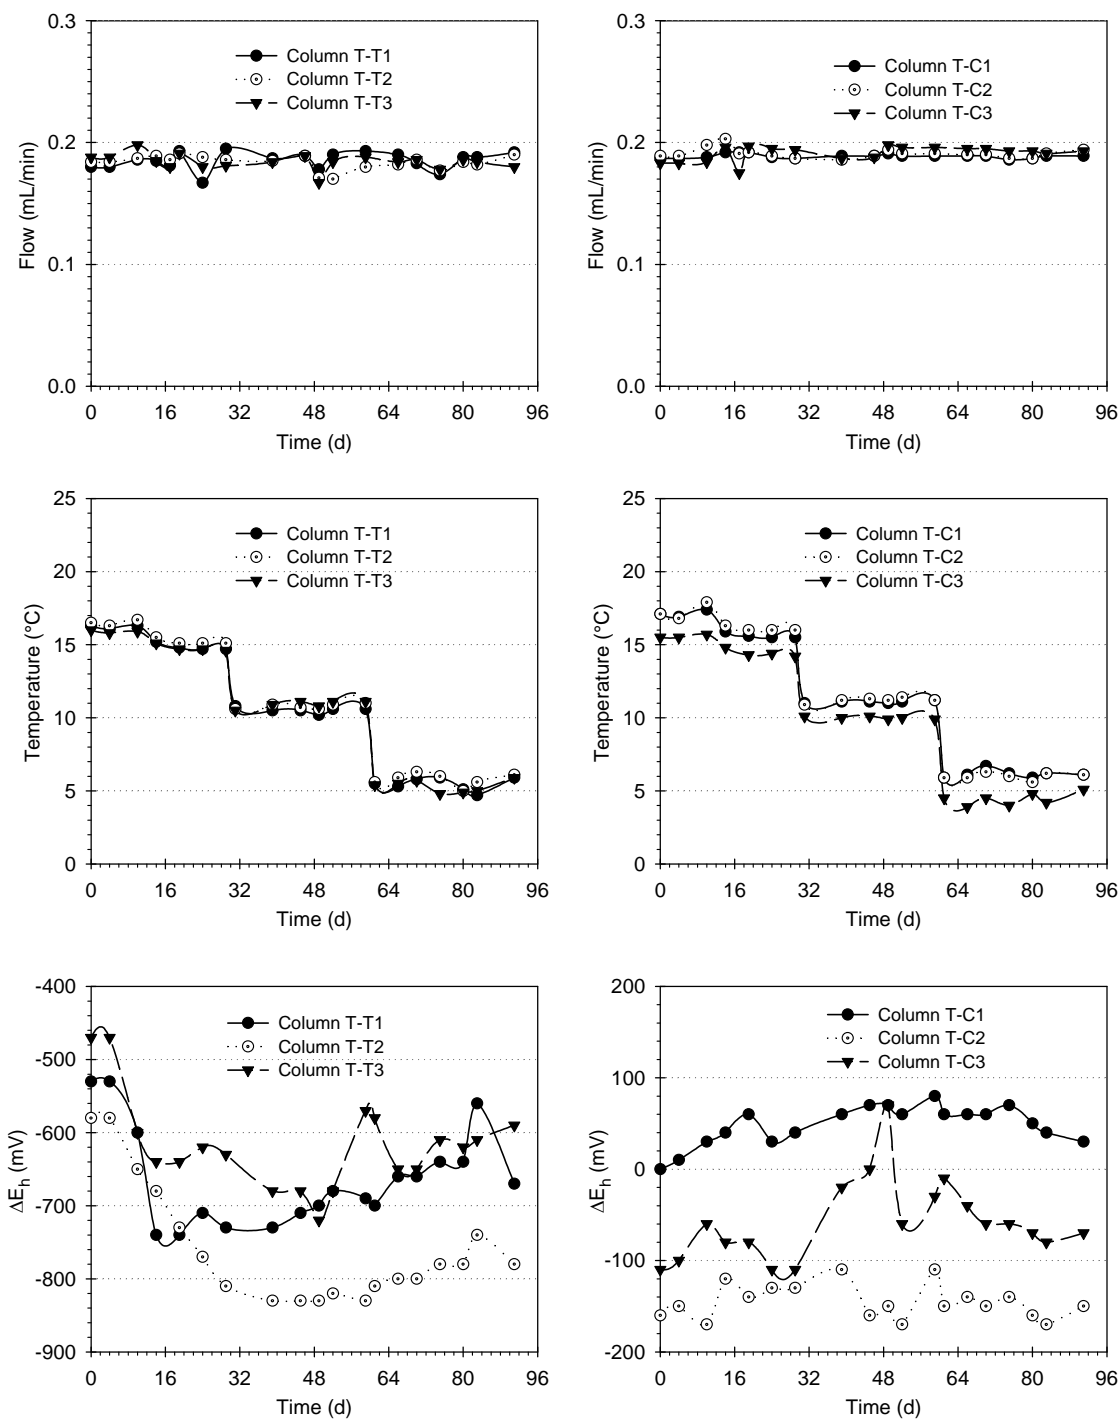 0.3
0.2
0.1
0.0
Flow (mL/min)
Column T-T1
Column T-T2
Column T-T3
0 16 32 48 64 80 96
Time (d)
0.3
0.2
0.1
0.0
Flow (mL/min)
Column T-C1
Column T-C2
Column T-C3
0 16 32 48 64 80 96
Time (d)
25
20
15
10
5
0
Temperature (°C)
Column T-T1
Column T-T2
Column T-T3
0 16 32 48 64 80 96
Time (d)
25
20
15
10
5
0
Temperature (°C)
Column T-C1
Column T-C2
Column T-C3
0 16 32 48 64 80 96
Time (d)
-400
-500
-600
-700
-800
-900
ΔEh (mV)
Column T-T1
Column T-T2
Column T-T3
0 16 32 48 64 80 96
Time (d)
200
100
0
-100
-200
ΔEh (mV)
Column T-C1
Column T-C2
Column T-C3
0 16 32 48 64 80 96
Time (d)